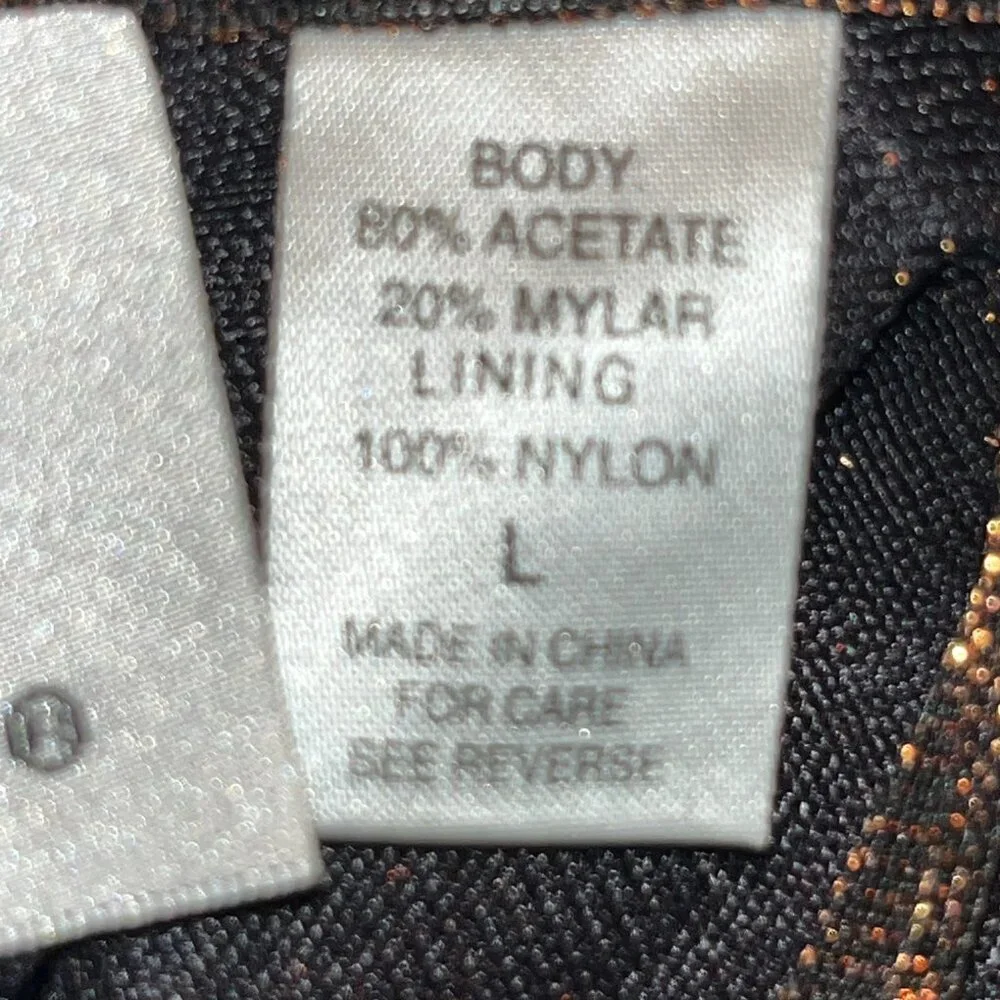 BODY
80% ACETATE
20% MYLAR
LINING
100% NYLON
L
MADE IN CHINA
FOR CARE
SEE REVERSE
®